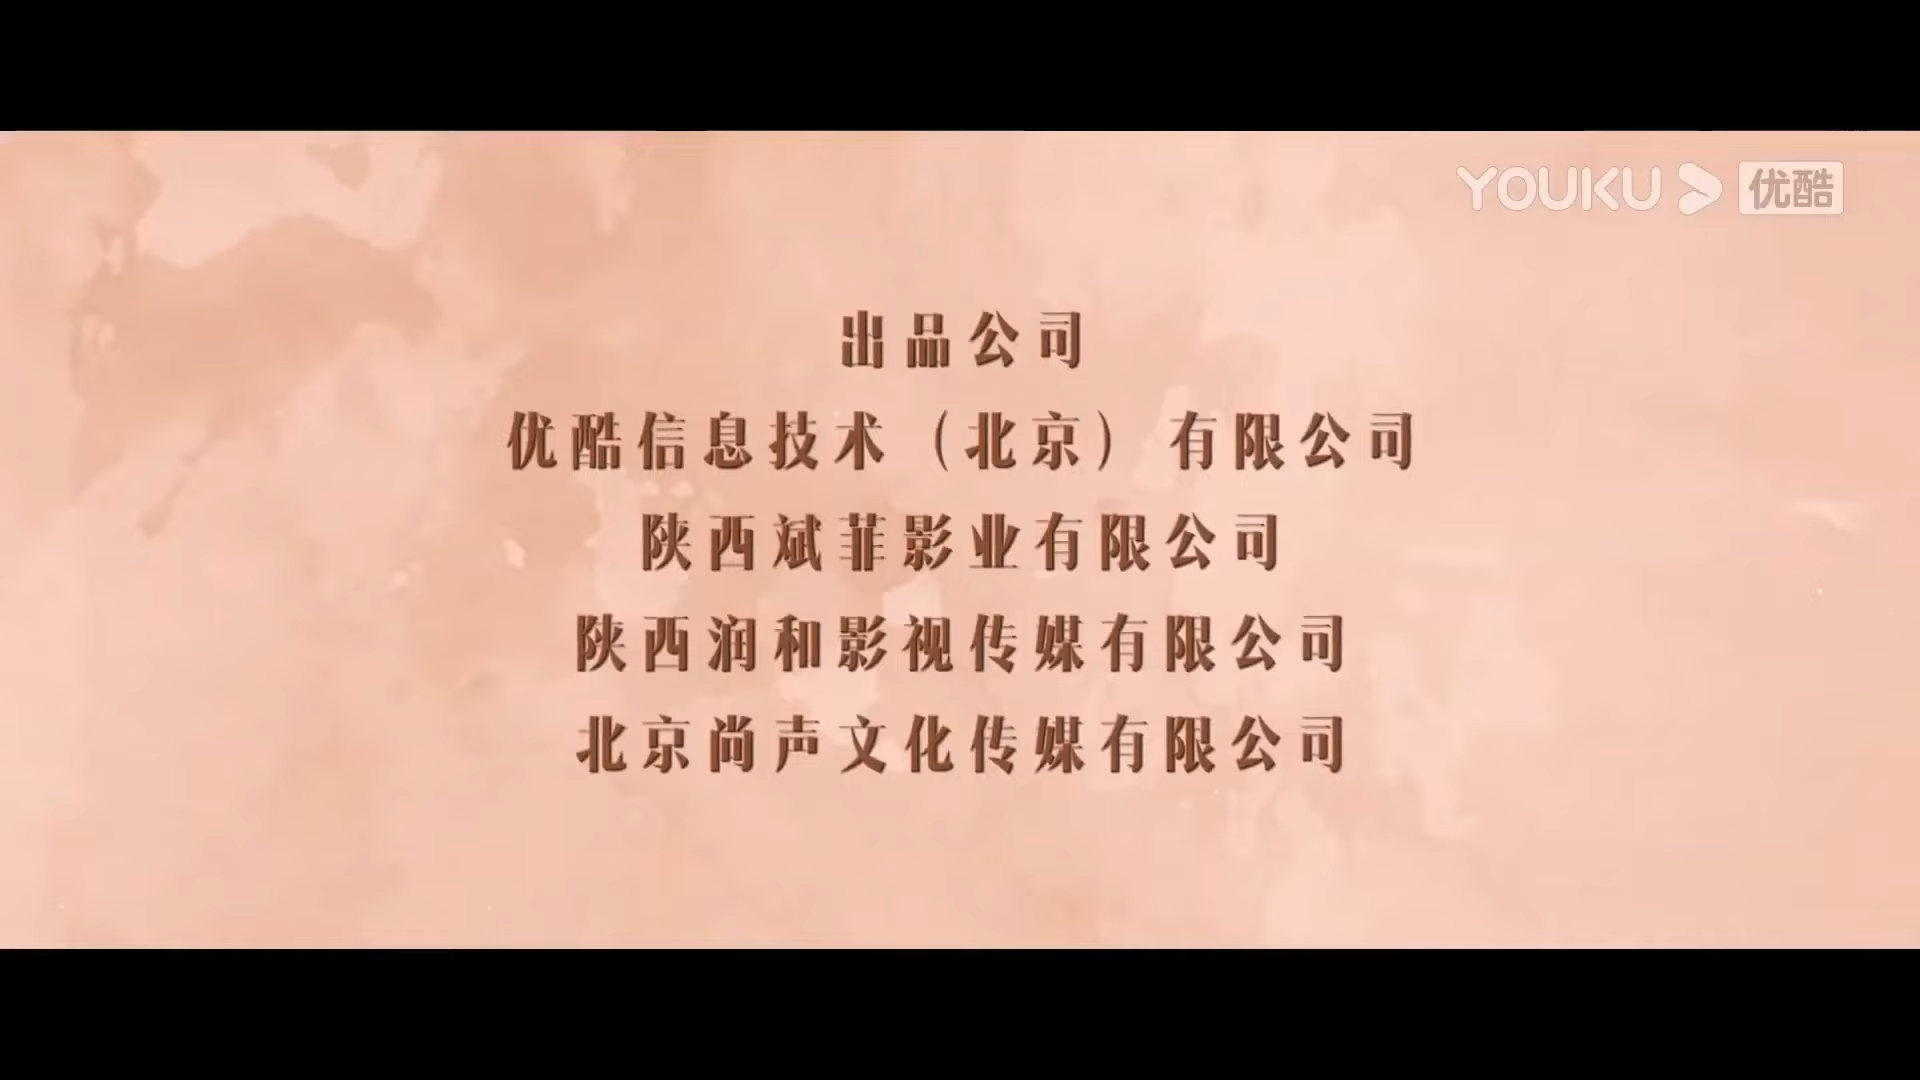 YOUKU 优酷
出品公司
优酷信息技术（北京）有限公司
陕西斌菲影业有限公司
陕西润和影视传媒有限公司
北京尚声文化传媒有限公司